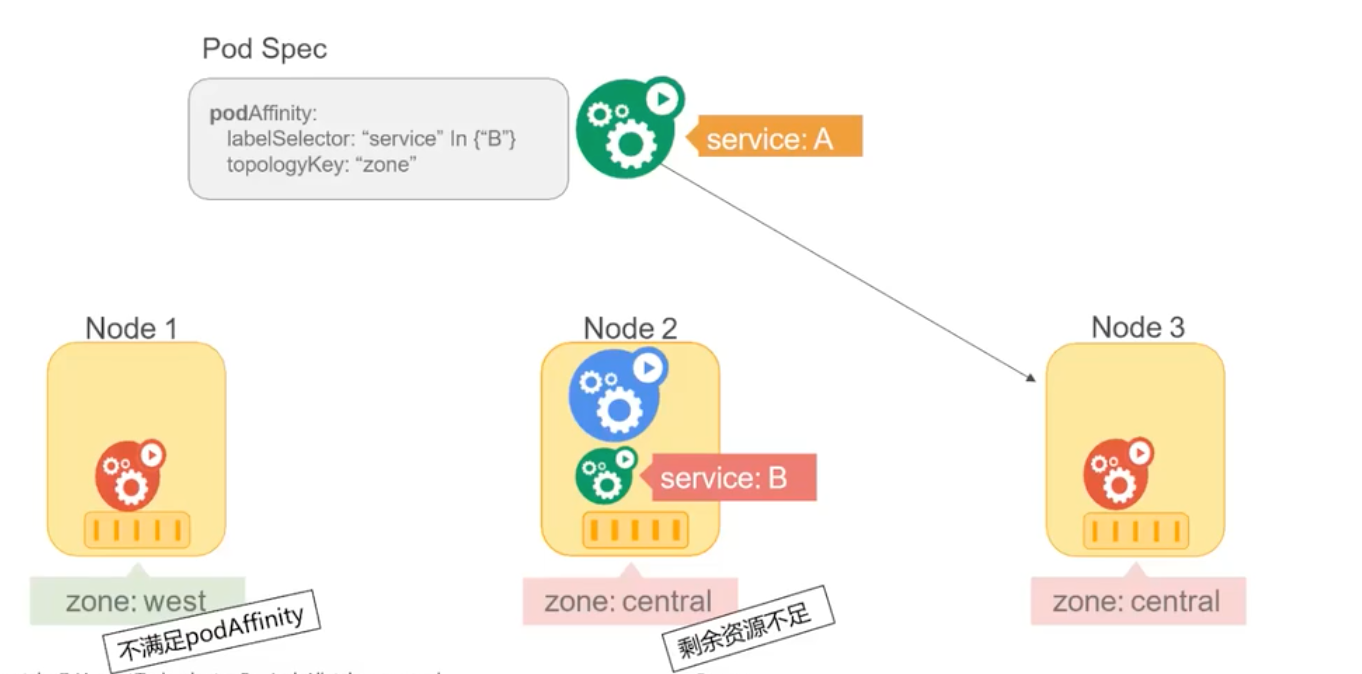 Pod Spec
podAffinity:
labelSelector: “service” In {“B”}
topologyKey: “zone”
service: A
Node 1
Node 2
Node 3
service: B
zone: west
zone: central
zone: central
不满足podAffinity
剩余资源不足